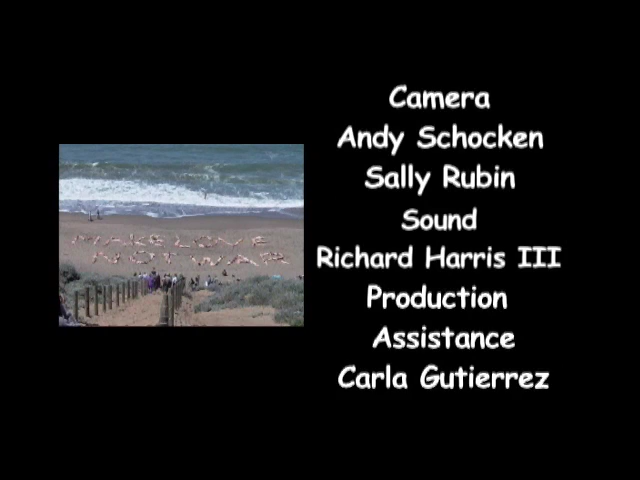 MAKE LOVE
NOT WAR
Camera
Andy Schocken
Sally Rubin
Sound
Richard Harris III
Production
Assistance
Carla Gutierrez